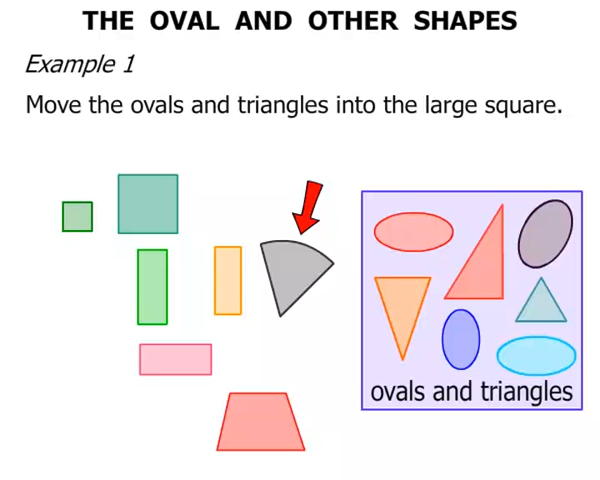 THE OVAL AND OTHER SHAPES
Example 1
Move the ovals and triangles into the large square.
ovals and triangles